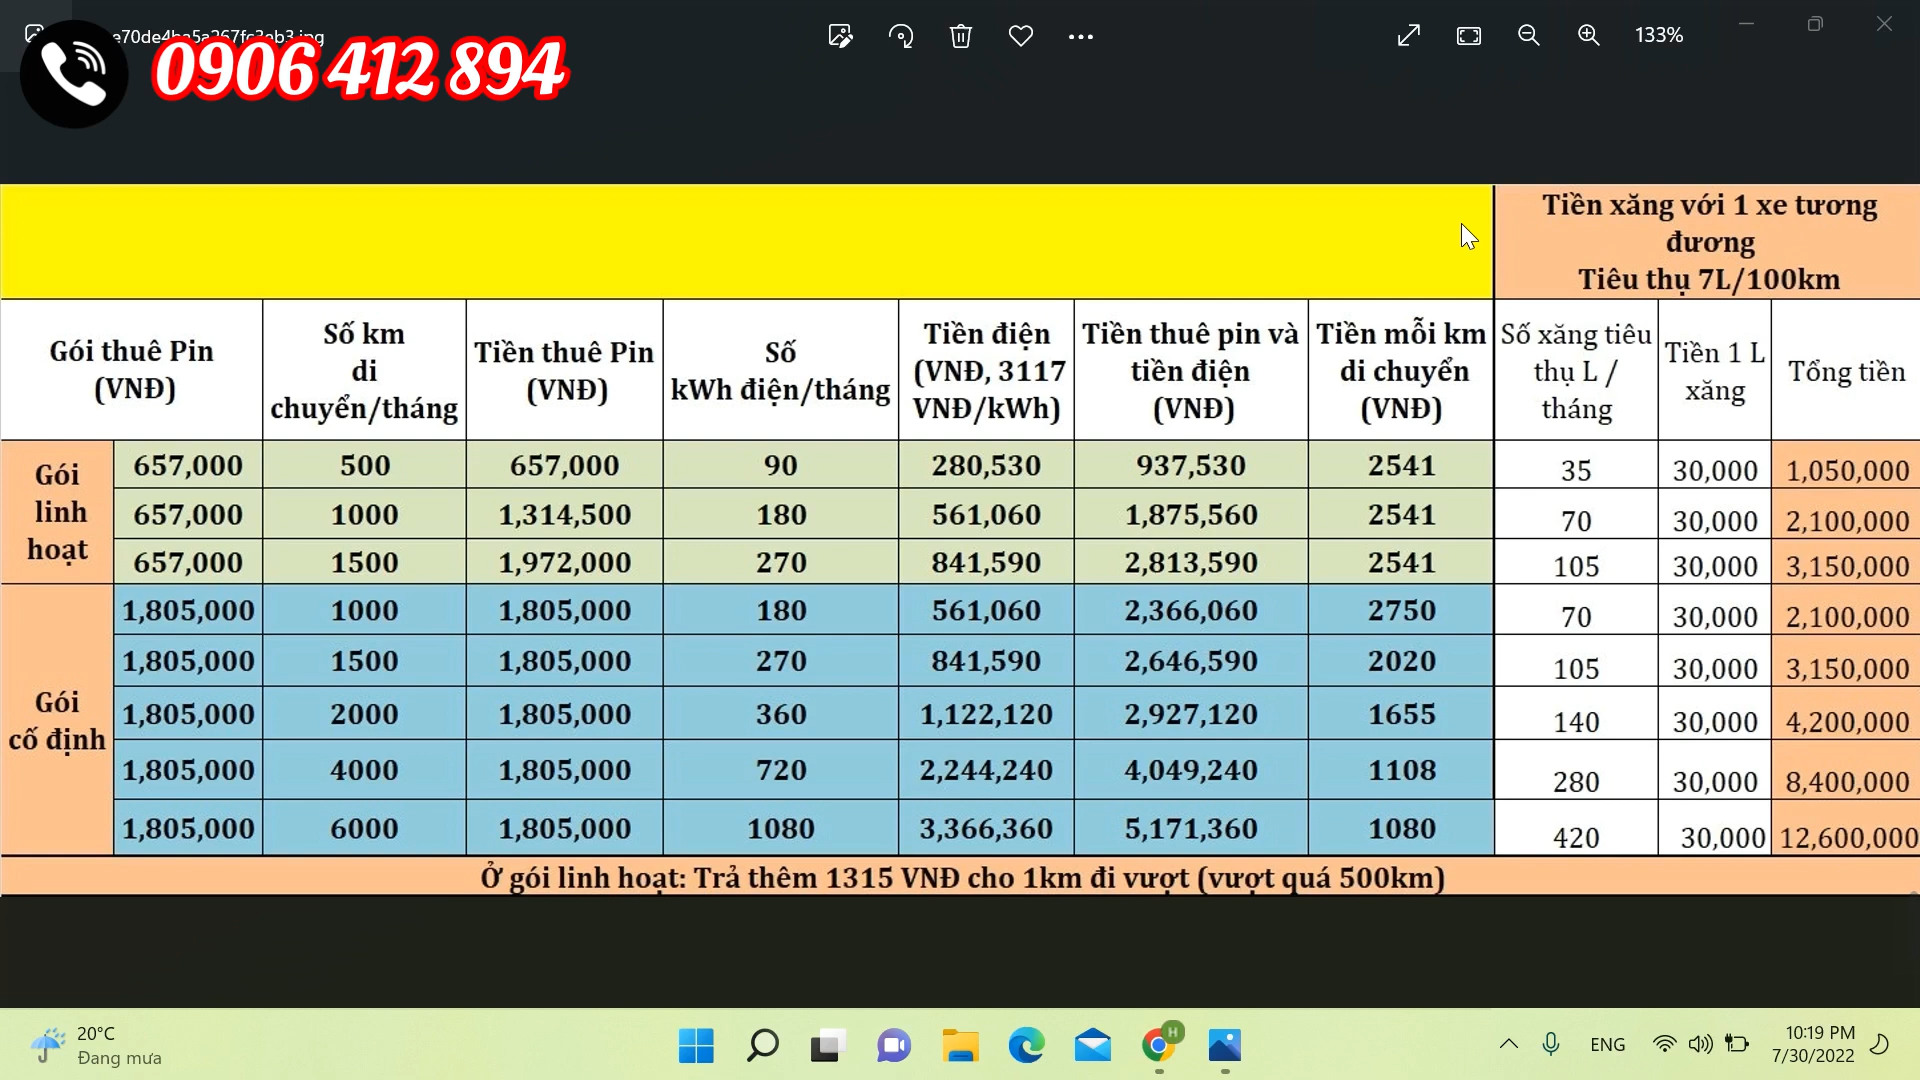 0906 412 894
133%
Tiền xăng với 1 xe tương
đương
Tiêu thụ 7L/100km
Gói thuê Pin
(VNĐ)
Số km
di
chuyển/tháng
Tiền thuê Pin
(VNĐ)
Số
kWh điện/tháng
Tiền điện
(VNĐ, 3117
VNĐ/kWh)
Tiền thuê pin và
tiền điện
(VNĐ)
Tiền mỗi km
di chuyển
(VNĐ)
Số xăng tiêu
thụ L /
tháng
Tiền 1 L
xăng
Tổng tiền
Gói
linh
hoạt
657,000 500 657,000 90 280,530 937,530 2541 35 30,000 1,050,000
657,000 1000 1,314,500 180 561,060 1,875,560 2541 70 30,000 2,100,000
657,000 1500 1,972,000 270 841,590 2,813,590 2541 105 30,000 3,150,000
Gói
cố định
1,805,000 1000 1,805,000 180 561,060 2,366,060 2750 70 30,000 2,100,000
1,805,000 1500 1,805,000 270 841,590 2,646,590 2020 105 30,000 3,150,000
1,805,000 2000 1,805,000 360 1,122,120 2,927,120 1655 140 30,000 4,200,000
1,805,000 4000 1,805,000 720 2,244,240 4,049,240 1108 280 30,000 8,400,000
1,805,000 6000 1,805,000 1080 3,366,360 5,171,360 1080 420 30,000 12,600,000
Ở gói linh hoạt: Trả thêm 1315 VNĐ cho 1km đi vượt (vượt quá 500km)
20°C
Đang mưa
H
ENG
10:19 PM
7/30/2022